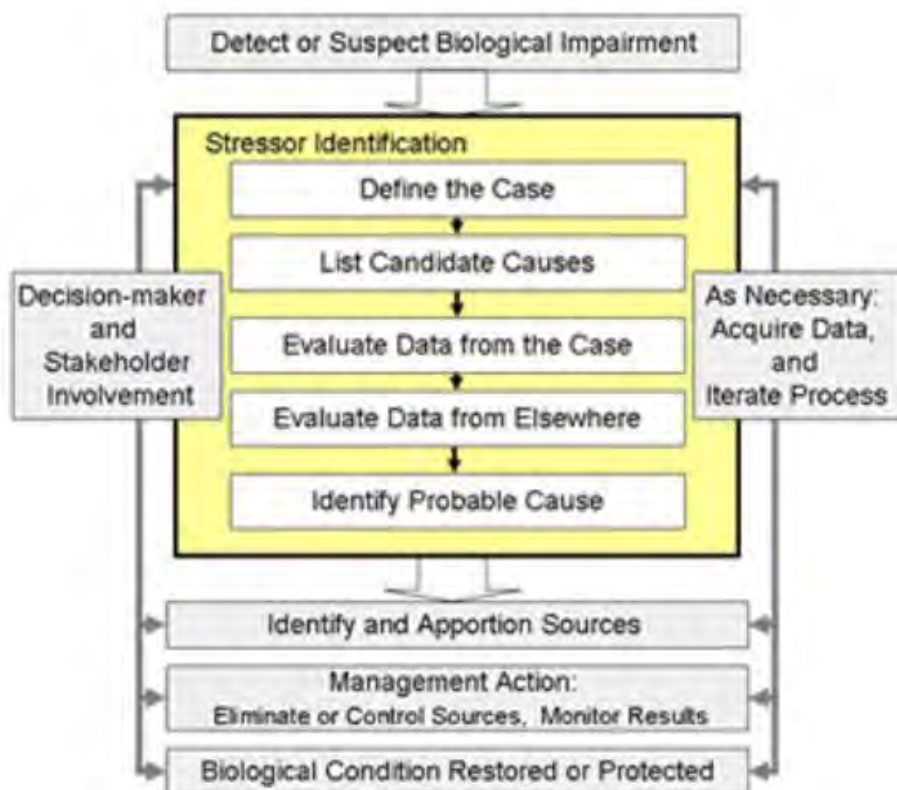 Detect or Suspect Biological Impairment
Stressor Identification
Define the Case
List Candidate Causes
Evaluate Data from the Case
Evaluate Data from Elsewhere
Identify Probable Cause
Decision-maker
and
Stakeholder
Involvement
As Necessary:
Acquire Data,
and
Iterate Process
Identify and Apportion Sources
Management Action:
Eliminate or Control Sources, Monitor Results
Biological Condition Restored or Protected